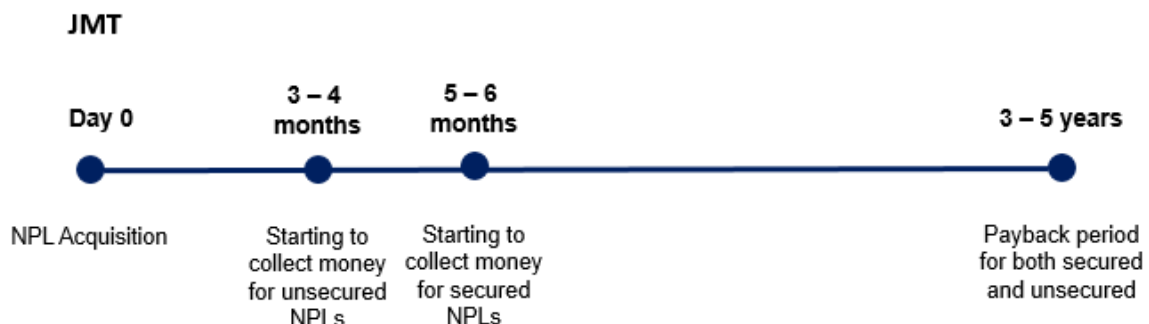 JMT
Day 0
3 – 4
months
5 – 6
months
3 – 5 years
NPL Acquisition
Starting to
collect money
for unsecured
NPLs
Starting to
collect money
for secured
NPLs
Payback period
for both secured
and unsecured